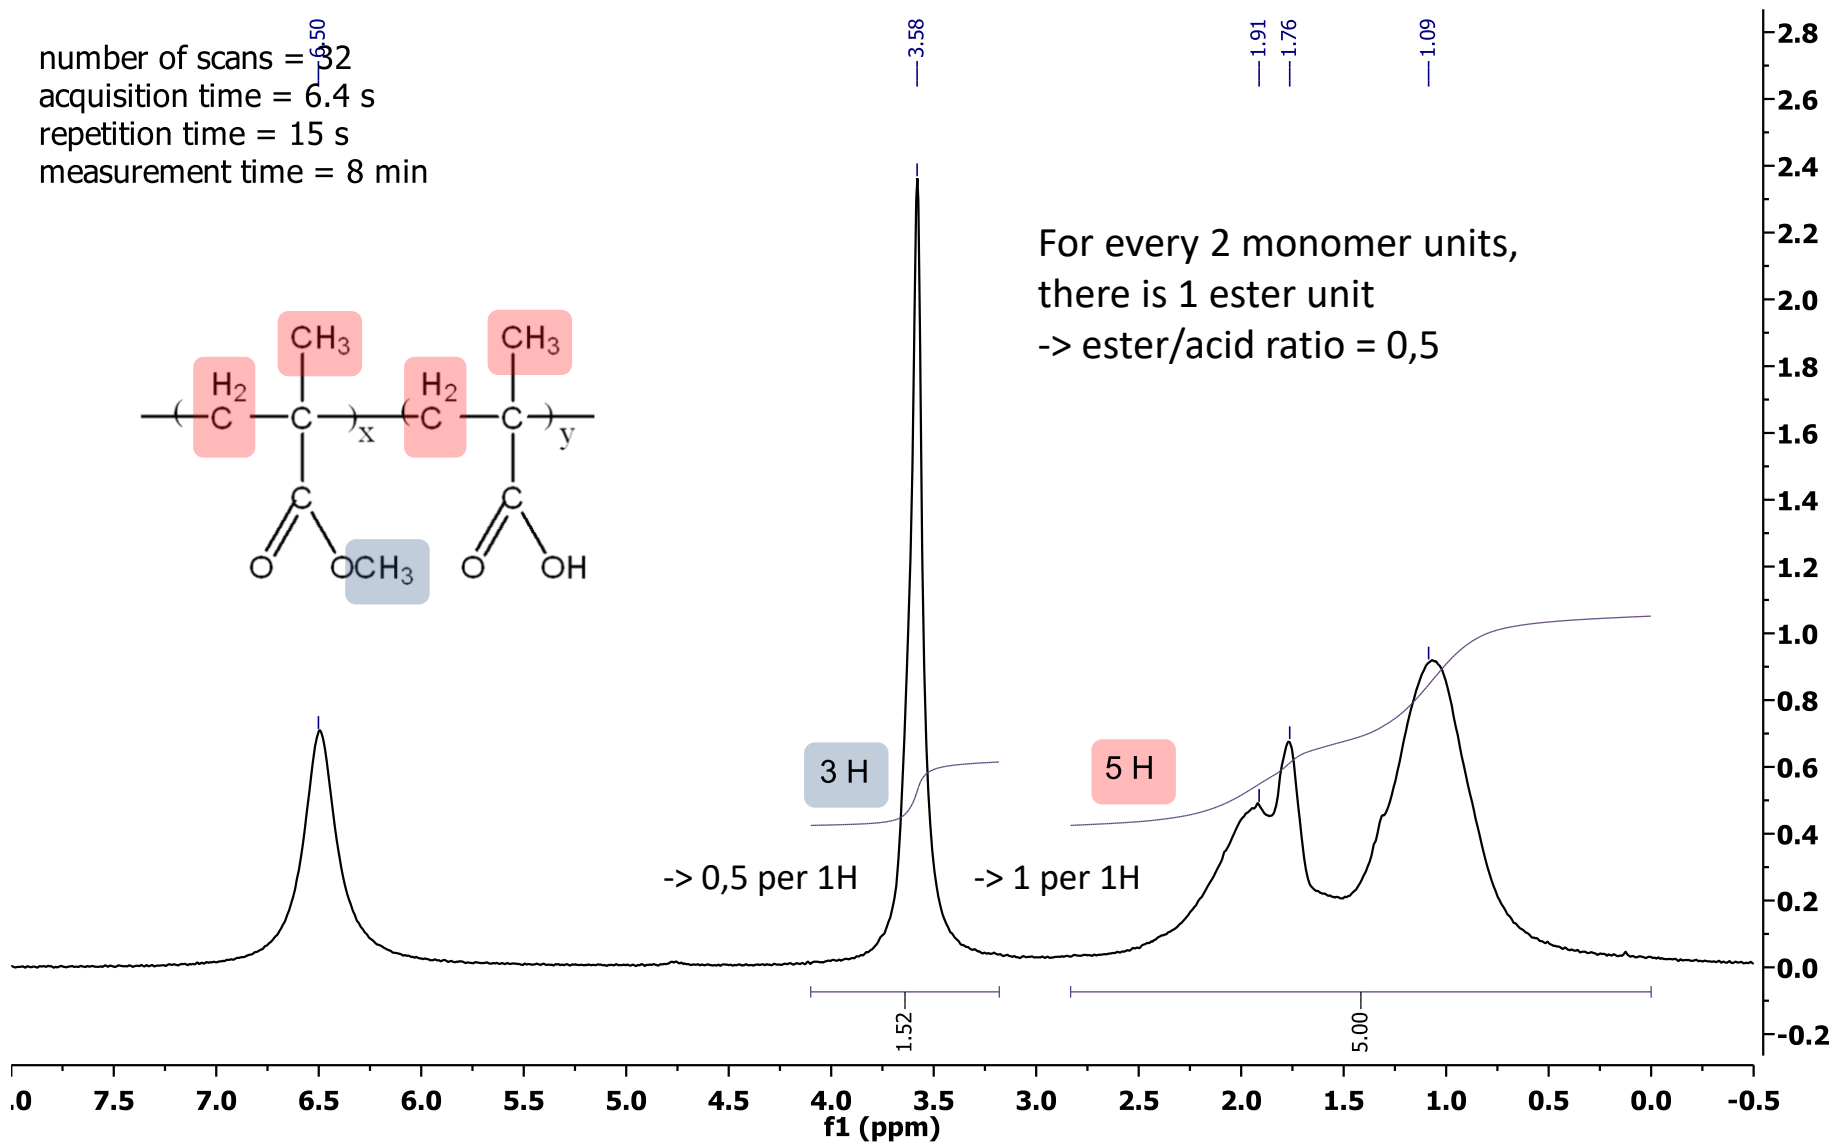 6.50
3.58
1.91
1.76
1.09
number of scans = 32
acquisition time = 6.4 s
repetition time = 15 s
measurement time = 8 min
For every 2 monomer units,
there is 1 ester unit
-> ester/acid ratio = 0,5
CH3 CH3
H2 H2
( C C )x ( C C )y
C C
O OCH3 O OH
3 H
5 H
-> 0,5 per 1H
-> 1 per 1H
1.52
5.00
2.8
2.6
2.4
2.2
2.0
1.8
1.6
1.4
1.2
1.0
0.8
0.6
0.4
0.2
0.0
-0.2
.0 7.5 7.0 6.5 6.0 5.5 5.0 4.5 4.0 3.5 3.0 2.5 2.0 1.5 1.0 0.5 0.0 -0.5
f1 (ppm)